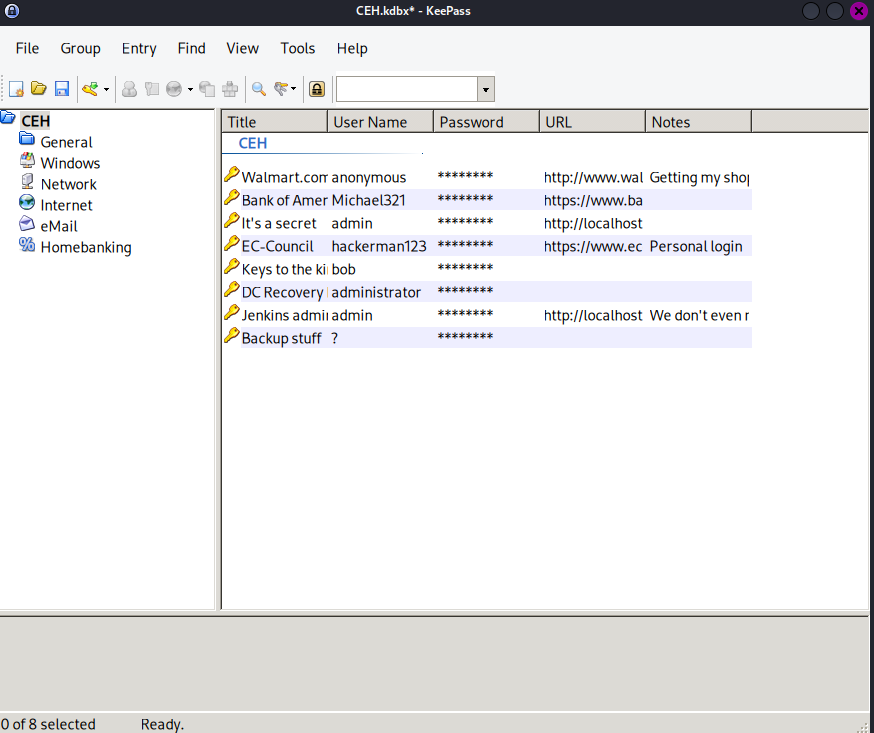 CEH.kdbx* - KeePass
File Group Entry Find View Tools Help
CEH
General
Windows
Network
Internet
eMail
Homebanking
Title User Name Password URL Notes
CEH
Walmart.com anonymous ******** http://www.wal Getting my shop
Bank of Amer Michael321 ******** https://www.ba
It's a secret admin ******** http://localhost
EC-Council hackerman123 ******** https://www.ec Personal login
Keys to the ki bob ********
DC Recovery administrator ********
Jenkins admi admin ******** http://localhost We don't even r
Backup stuff ? ********
0 of 8 selected Ready.